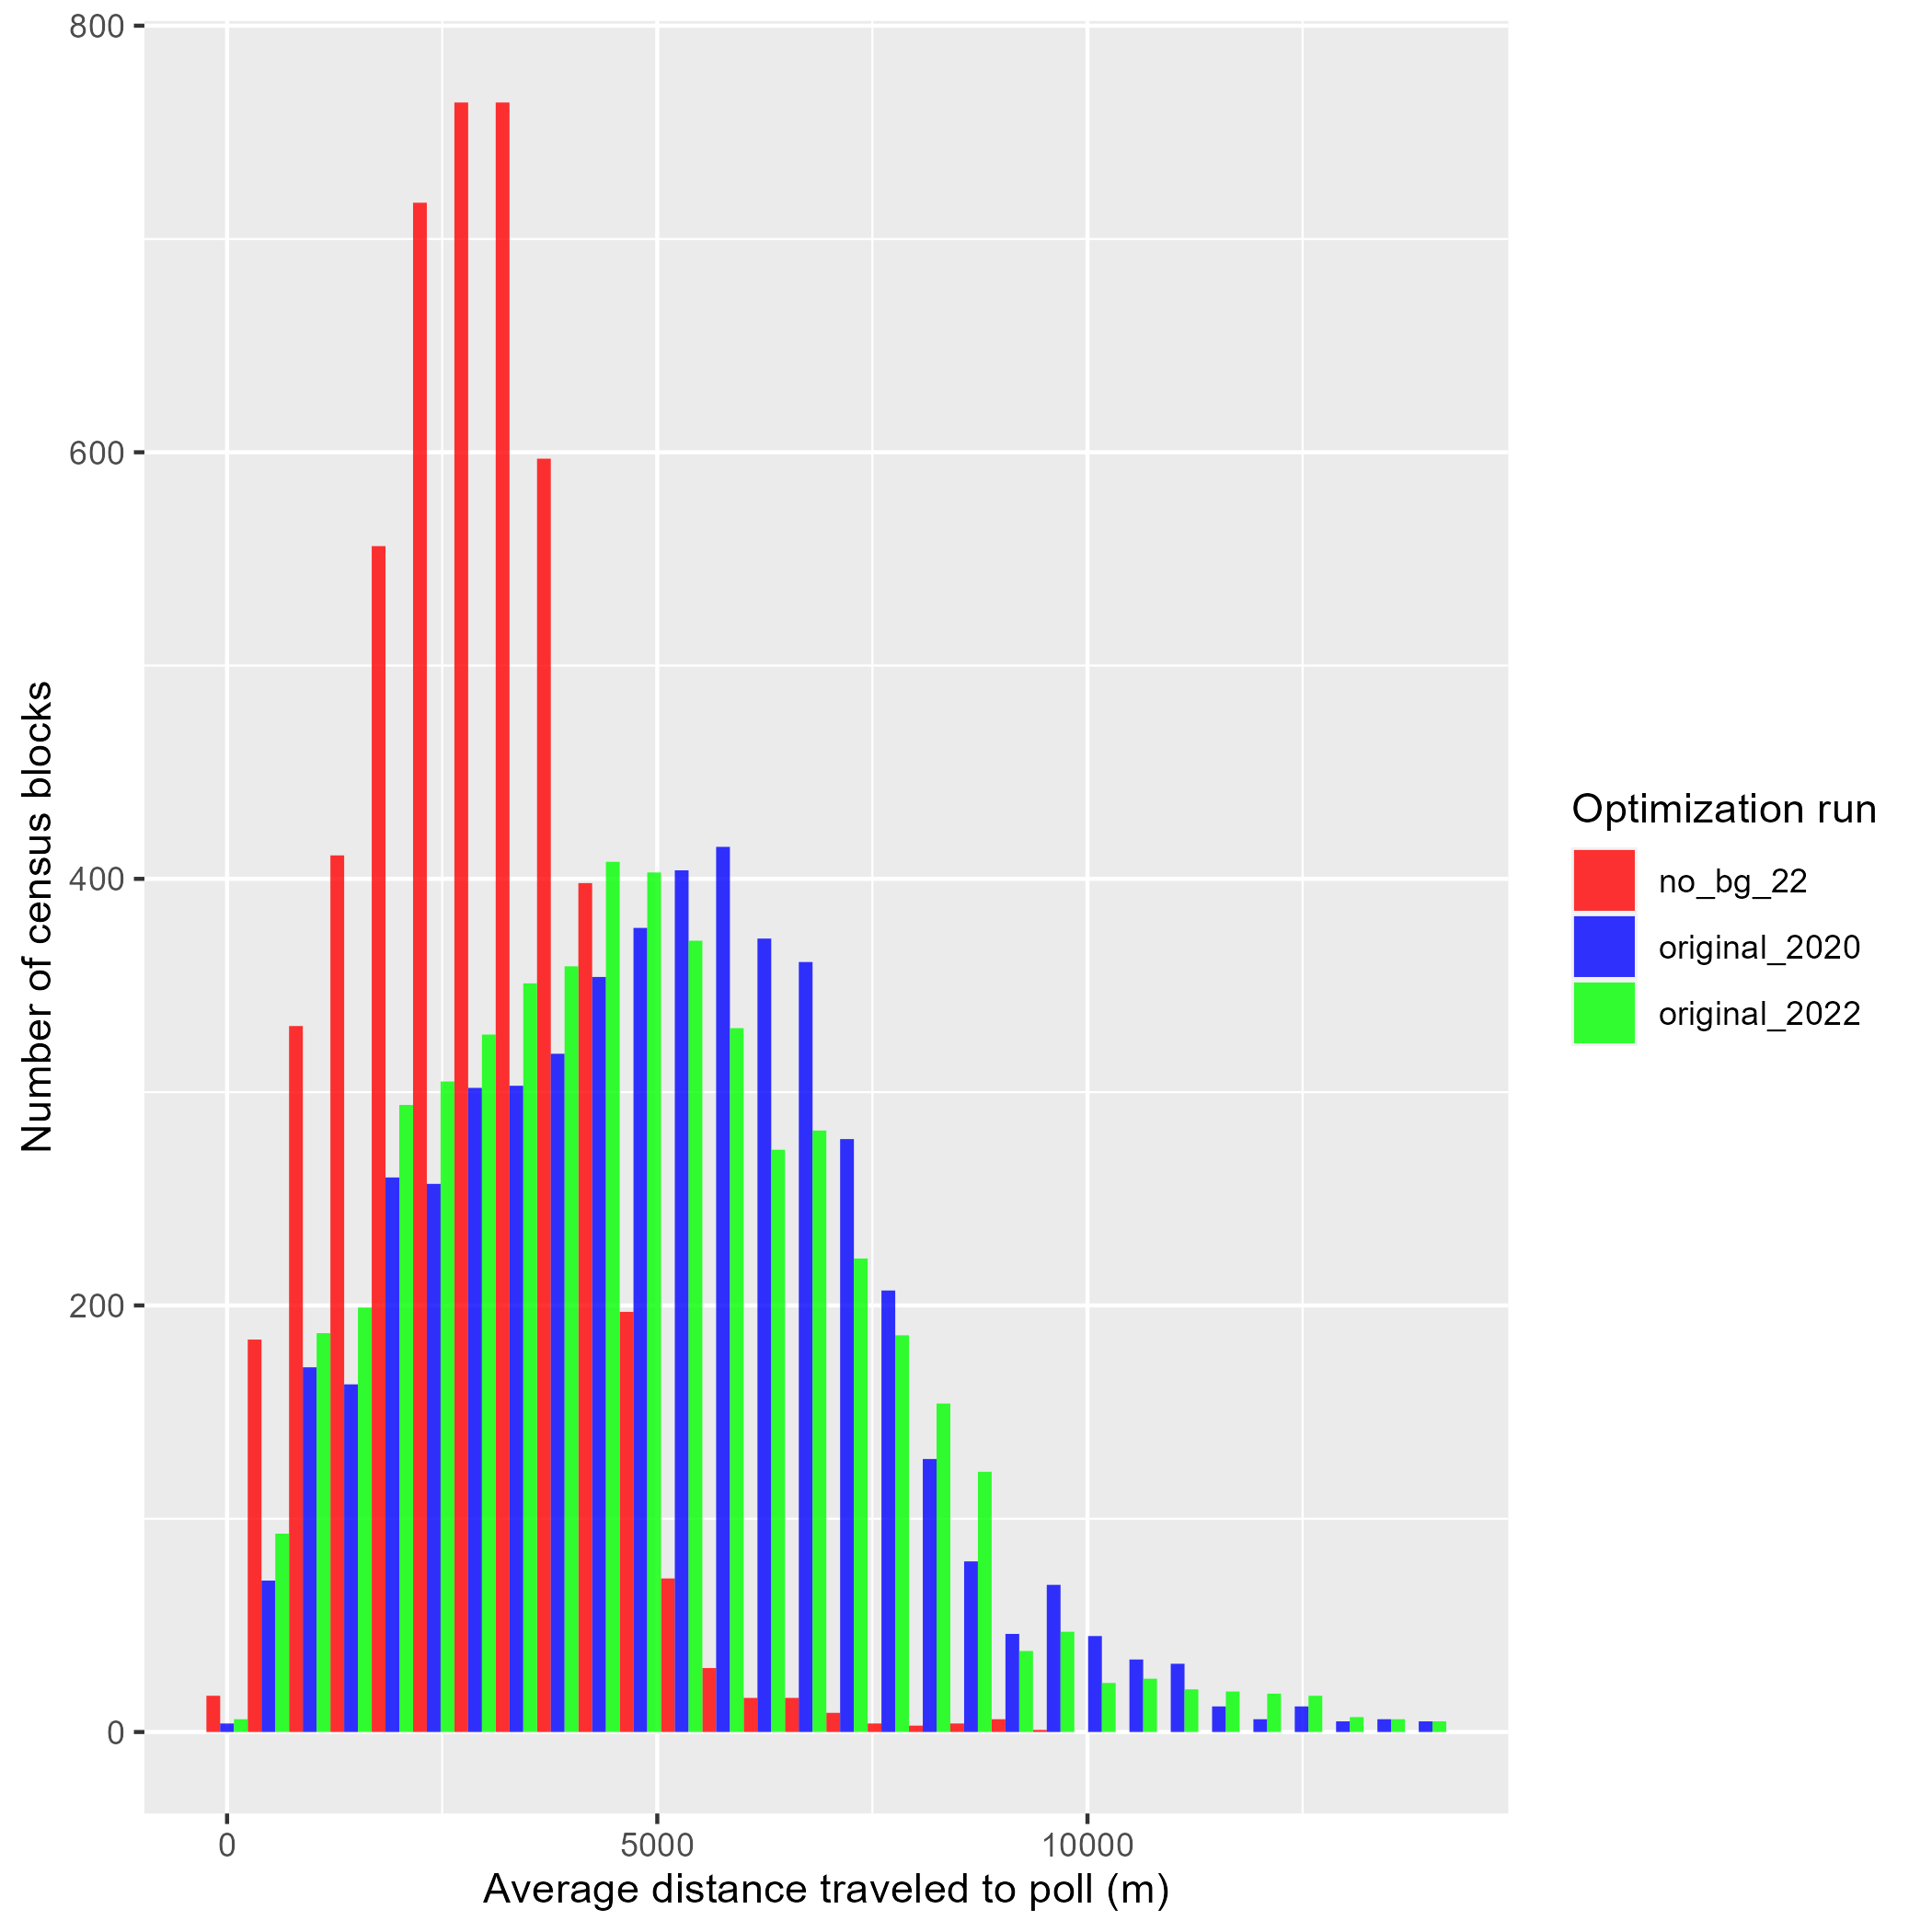 800
600
400
200
0
Number of census blocks
0 5000 10000
Average distance traveled to poll (m)
Optimization run
no_bg_22
original_2020
original_2022